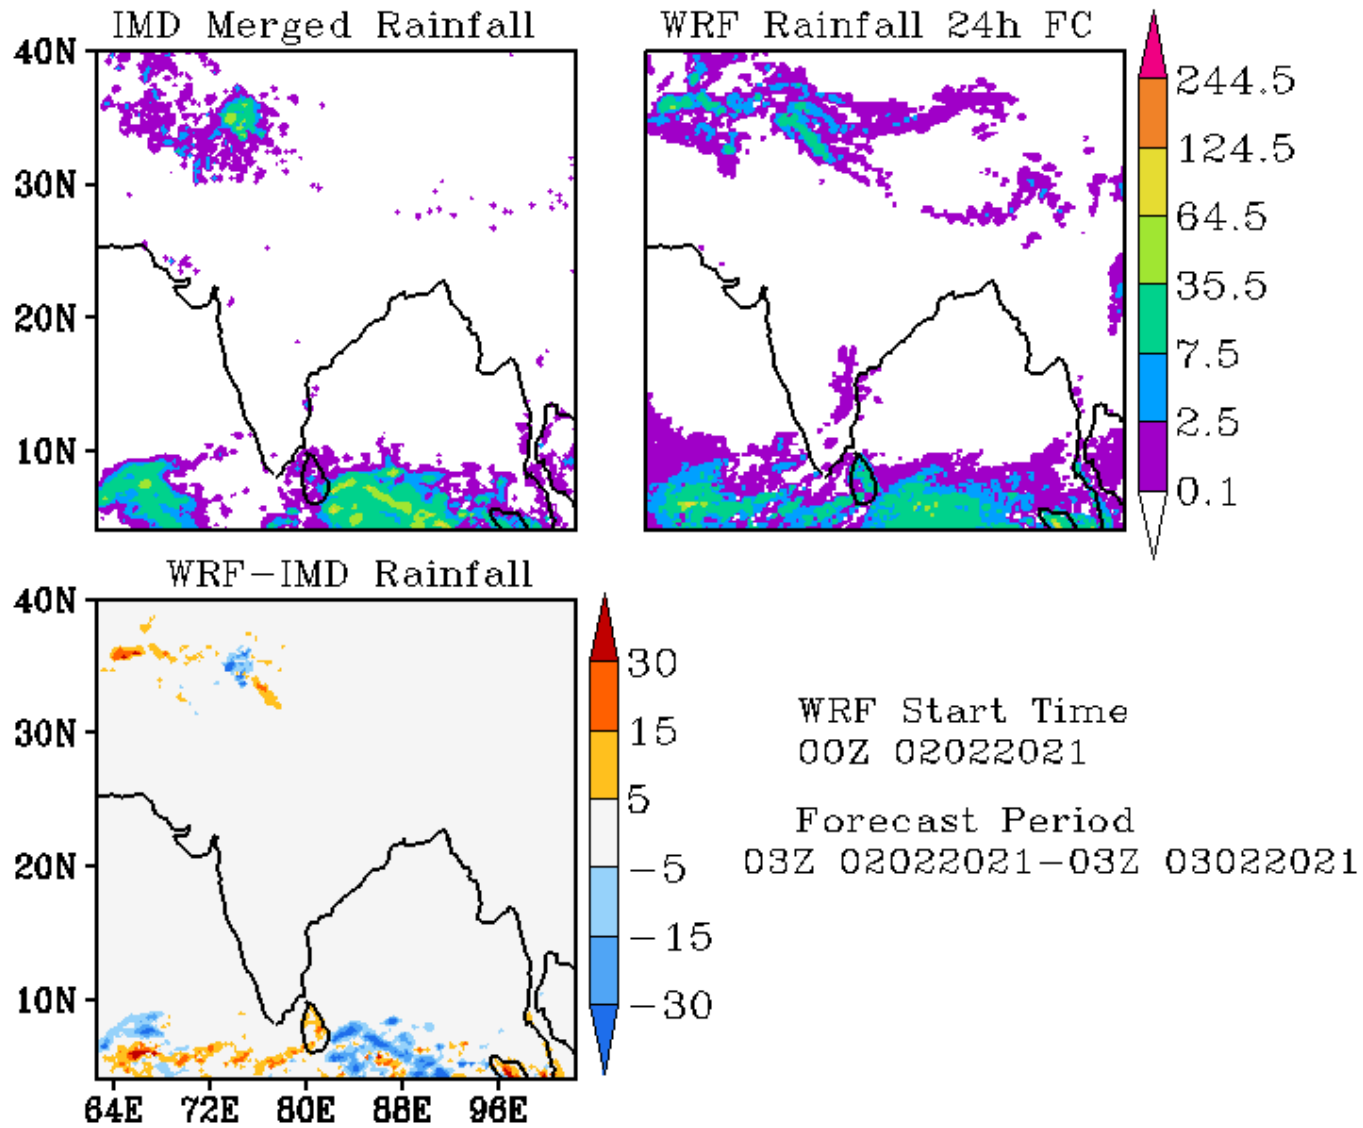 IMD Merged Rainfall
40N
30N
20N
10N
WRF Rainfall 24h FC
244.5
124.5
64.5
35.5
7.5
2.5
0.1
WRF-IMD Rainfall
40N
30N
20N
10N
64E 72E 80E 88E 96E
30
15
5
-5
-15
-30
WRF Start Time
00Z 02022021
Forecast Period
03Z 02022021-03Z 03022021